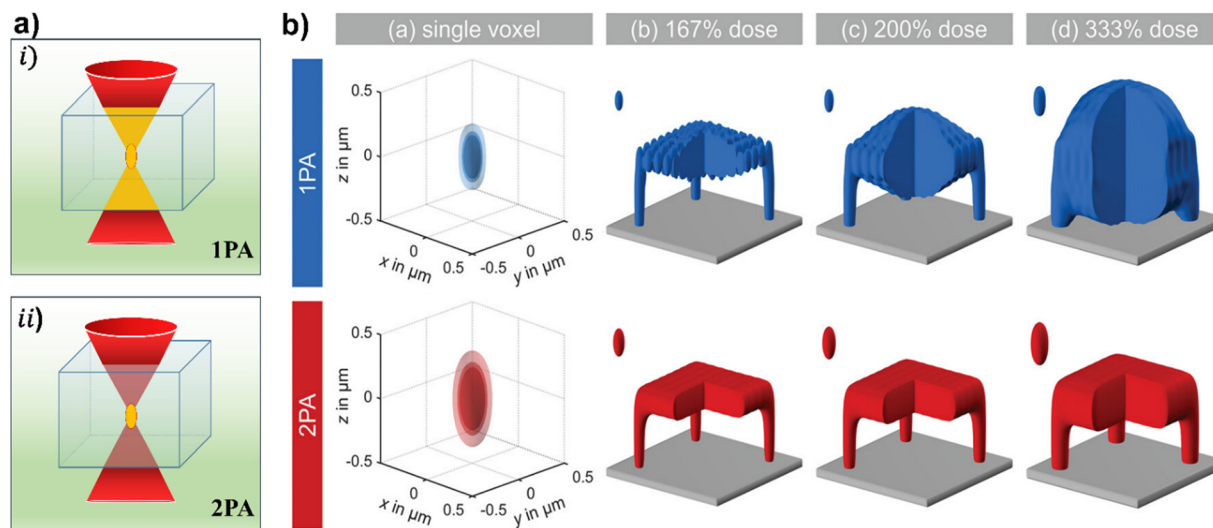 a)
i)
1PA
ii)
2PA
b)
(a) single voxel
(b) 167% dose
(c) 200% dose
(d) 333% dose
1PA
0.5
0
-0.5
z in µm
x in µm
0
0.5
-0.5
0
0.5
y in µm
2PA
0.5
0
-0.5
z in µm
x in µm
0
0.5
-0.5
0
0.5
y in µm